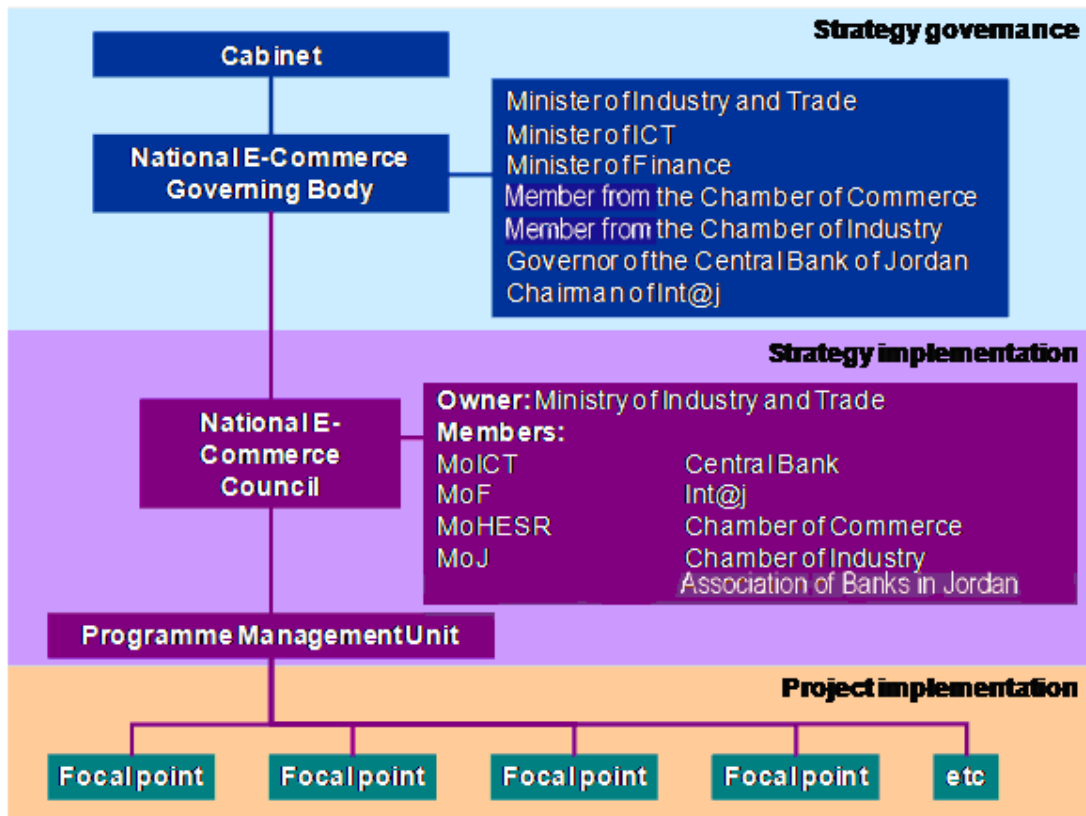 Strategy governance
Cabinet
National E-Commerce
Governing Body
Minister of Industry and Trade
Minister of ICT
Minister of Finance
Member from the Chamber of Commerce
Member from the Chamber of Industry
Governor of the Central Bank of Jordan
Chairman of Int@j
Strategy implementation
National E-
Commerce
Council
Owner: Ministry of Industry and Trade
Members:
MoICT Central Bank
MoF Int@j
MoHESR Chamber of Commerce
MoJ Chamber of Industry
Association of Banks in Jordan
Programme Management Unit
Project implementation
Focal point Focal point Focal point Focal point etc